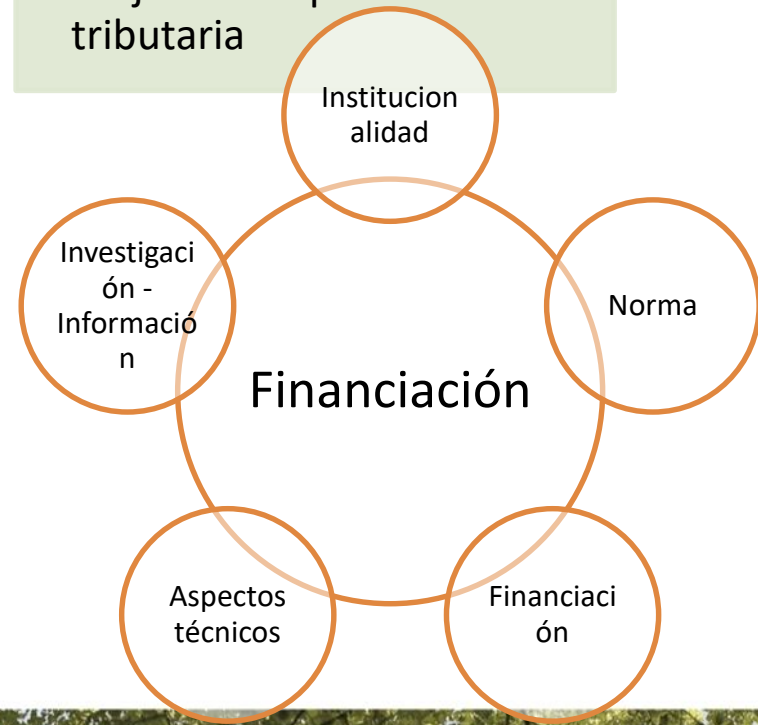 tributaria
Institucion
alidad
Investigaci
ón -
Informació
n
Norma
Financiación
Aspectos
técnicos
Financiaci
ón